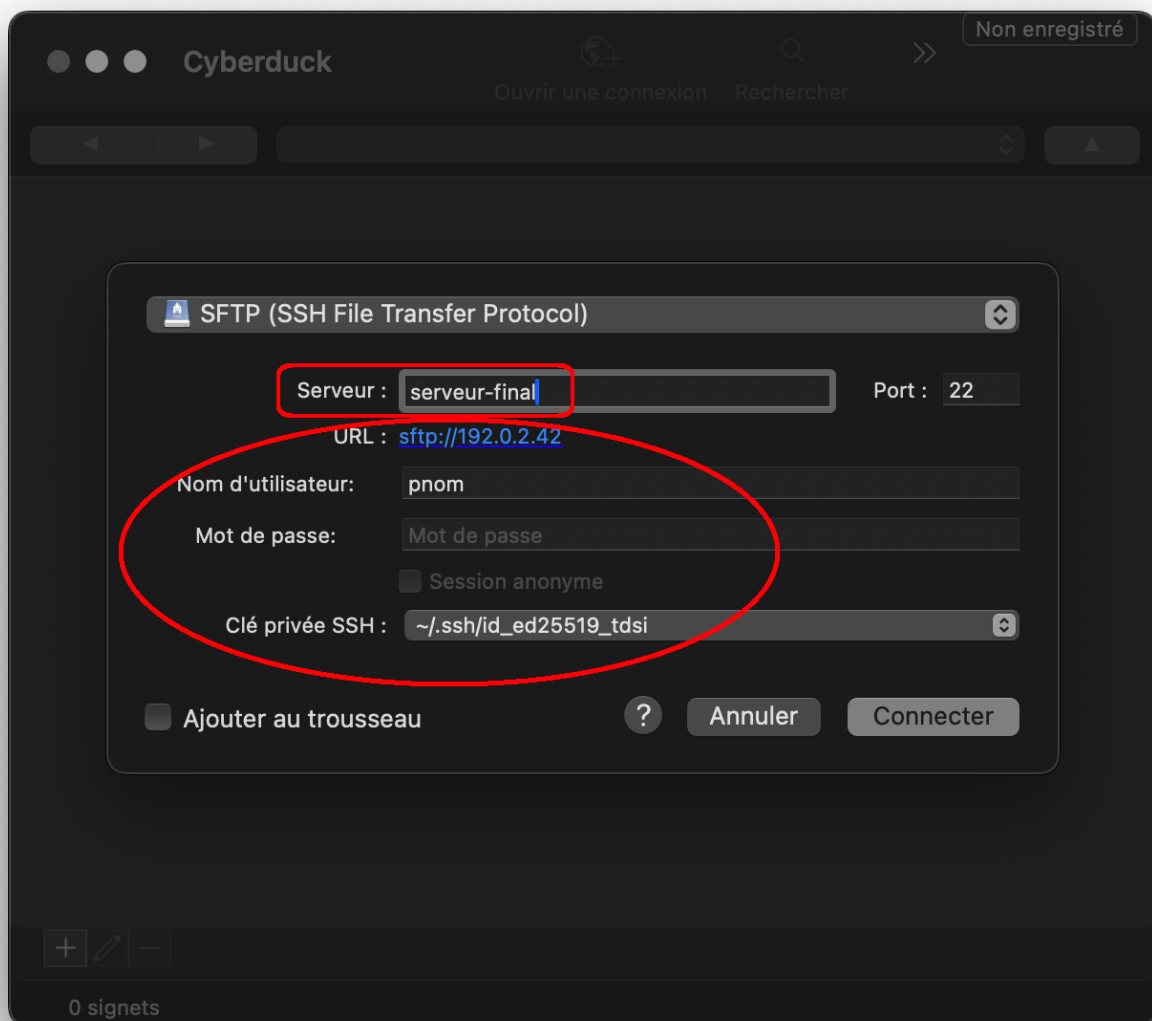 Non enregistré
Cyberduck
Ouvrir une connexion Rechercher
SFTP (SSH File Transfer Protocol)
Serveur : serveur-final Port : 22
URL : sftp://192.0.2.42
Nom d'utilisateur: pnom
Mot de passe: Mot de passe
Session anonyme
Clé privée SSH : ~/.ssh/id_ed25519_tdsi
Ajouter au trousseau ? Annuler Connecter
0 signets